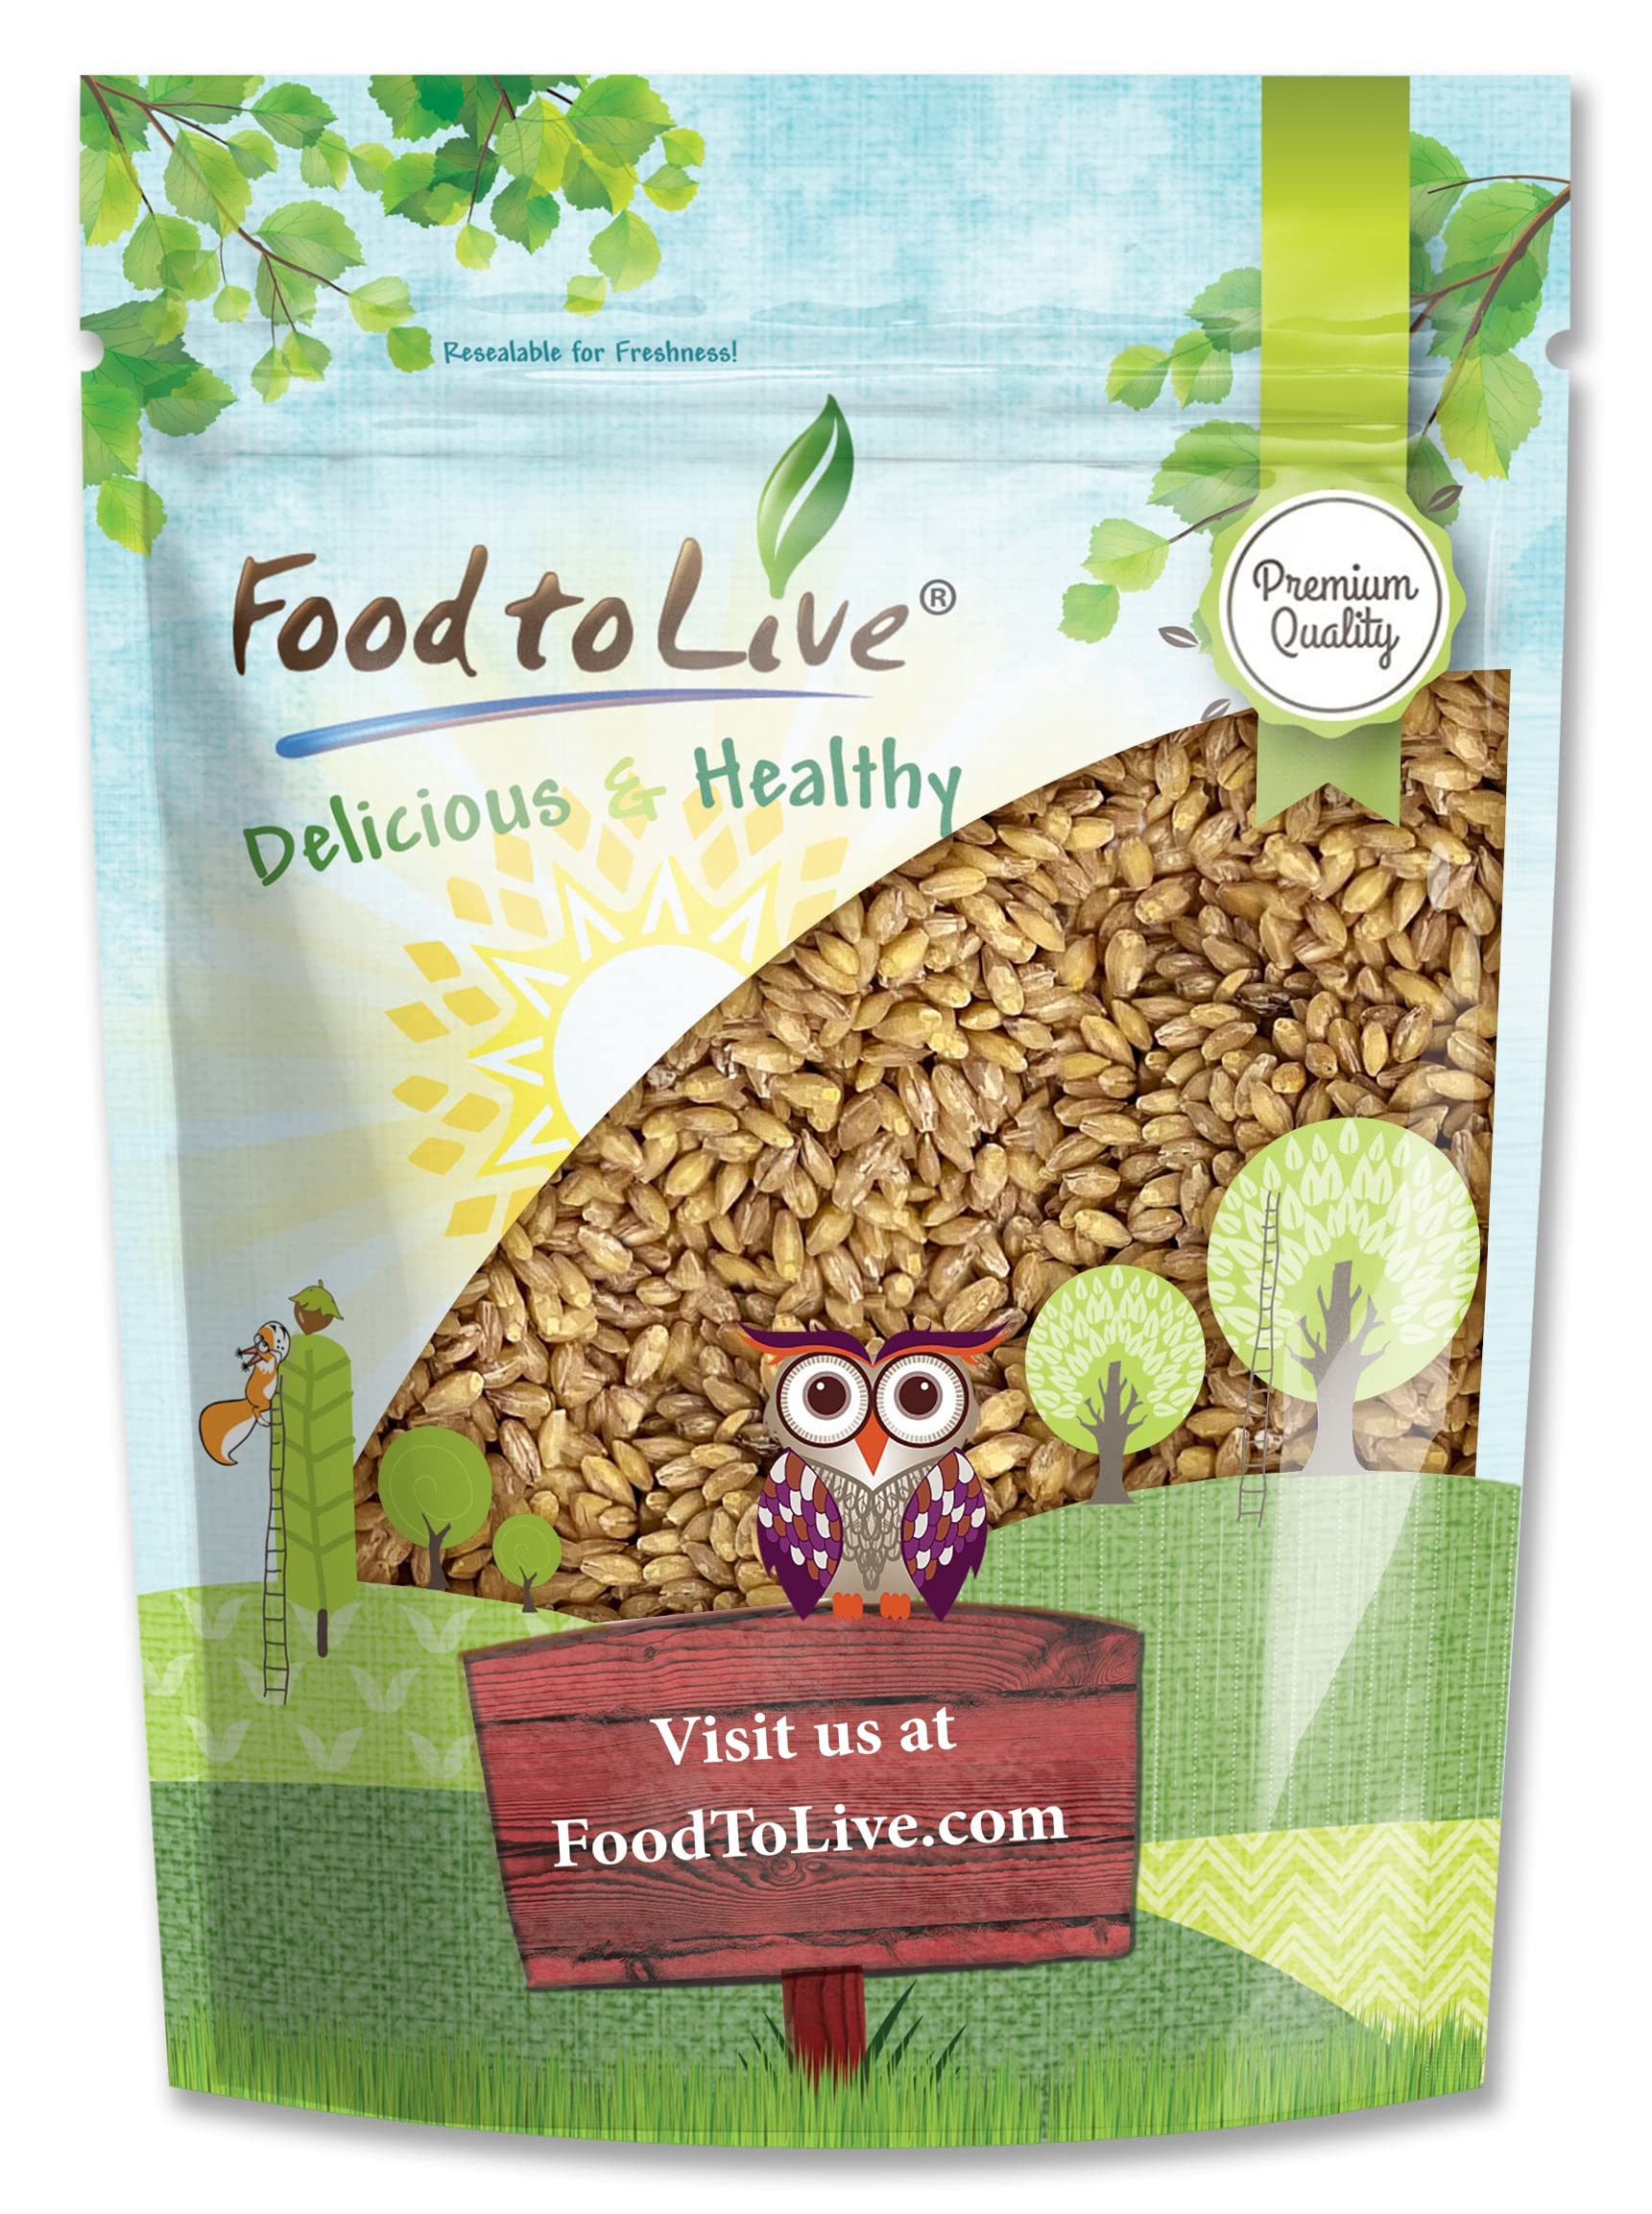 Resealable for Freshness!
Food to Live®
Delicious & Healthy
Premium
Quality
Visit us at
FoodToLive.com